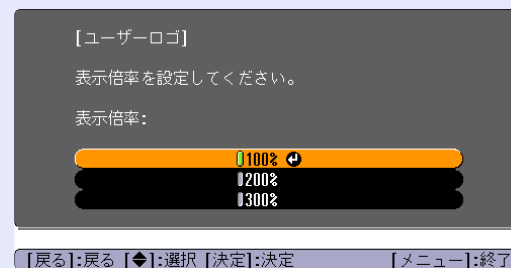 [ユーザーロゴ]
表示倍率を設定してください。
表示倍率:
100%
200%
300%
[戻る]:戻る [◆]:選択 [決定]:決定 [メニュー]:終了